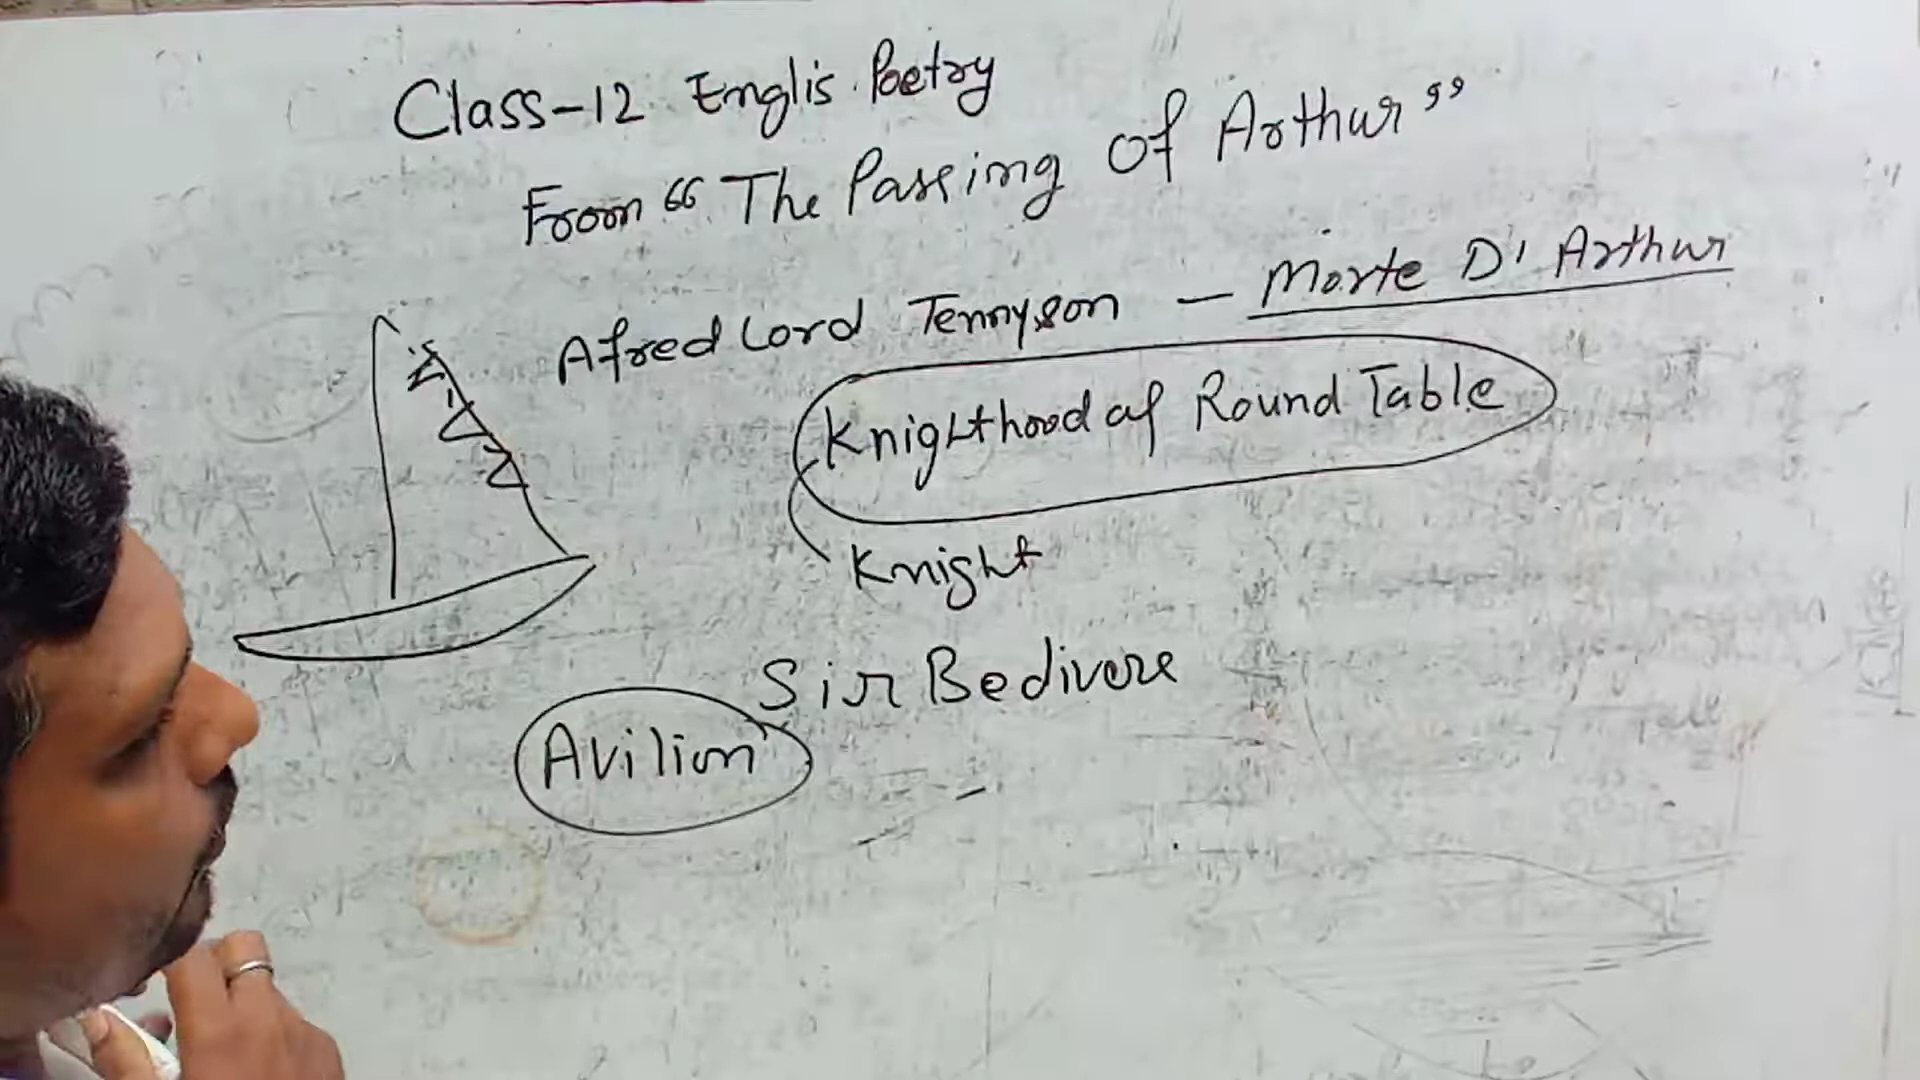 Class-12 Englis Poetry
From "The Passing of Arthur"
Afred Lord Tennyson - Morte D' Arthur
Knighthood of Round Table
Knight
Sir Bedivere
Avilion